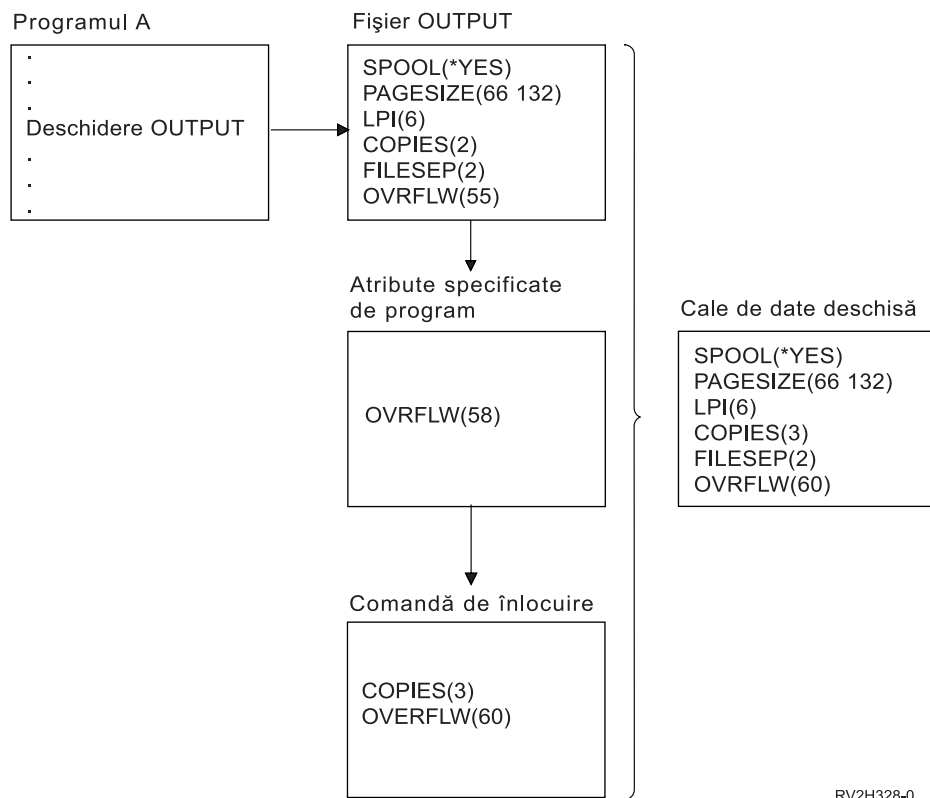 Programul A
.
.
.
Deschidere OUTPUT
.
.
.
Fişier OUTPUT
SPOOL(*YES)
PAGESIZE(66 132)
LPI(6)
COPIES(2)
FILESEP(2)
OVRFLW(55)
Atribute specificate
de program
OVRFLW(58)
Comandă de înlocuire
COPIES(3)
OVERFLW(60)
Cale de date deschisă
SPOOL(*YES)
PAGESIZE(66 132)
LPI(6)
COPIES(3)
FILESEP(2)
OVRFLW(60)
RV2H328-0